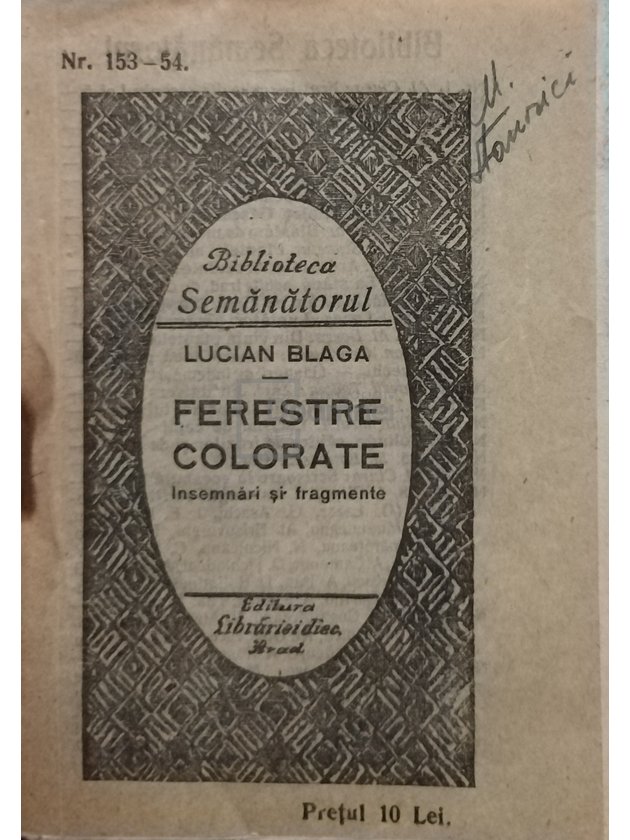 Nr. 153-54.
M.
Biblioteca
Semănătorul
LUCIAN BLAGA
FERESTRE
COLORATE
Insemnări și fragmente
Editura
Librăriei diec.
Arad
Prețul 10 Lei.